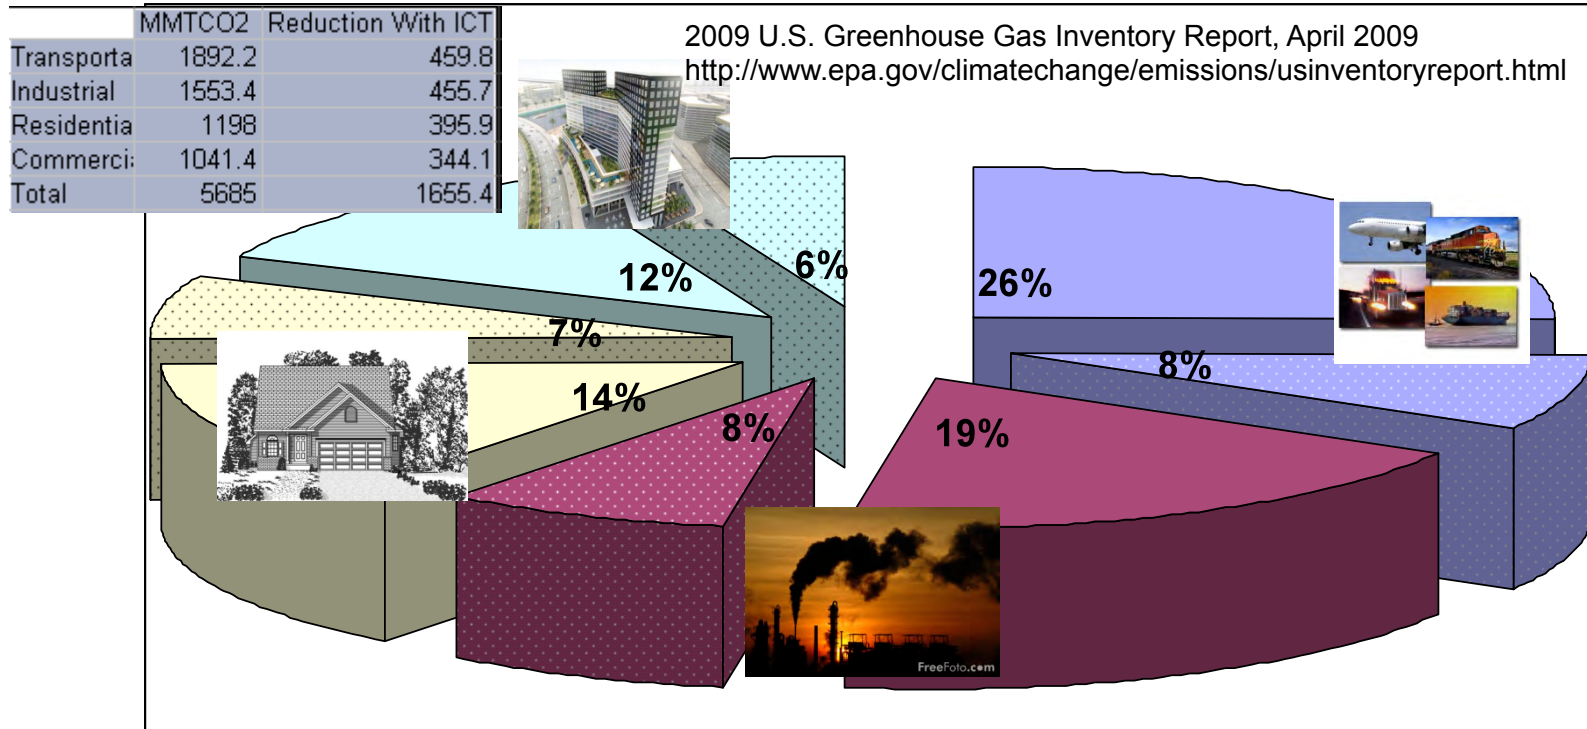 MMTCO2 Reduction With ICT
Transporta 1892.2 459.8
Industrial 1553.4 455.7
Residentia 1198 395.9
Commerci 1041.4 344.1
Total 5685 1655.4
2009 U.S. Greenhouse Gas Inventory Report, April 2009
http://www.epa.gov/climatechange/emissions/usinventoryreport.html
12%
6%
26%
7%
8%
14%
8%
19%
FreeFoto.com